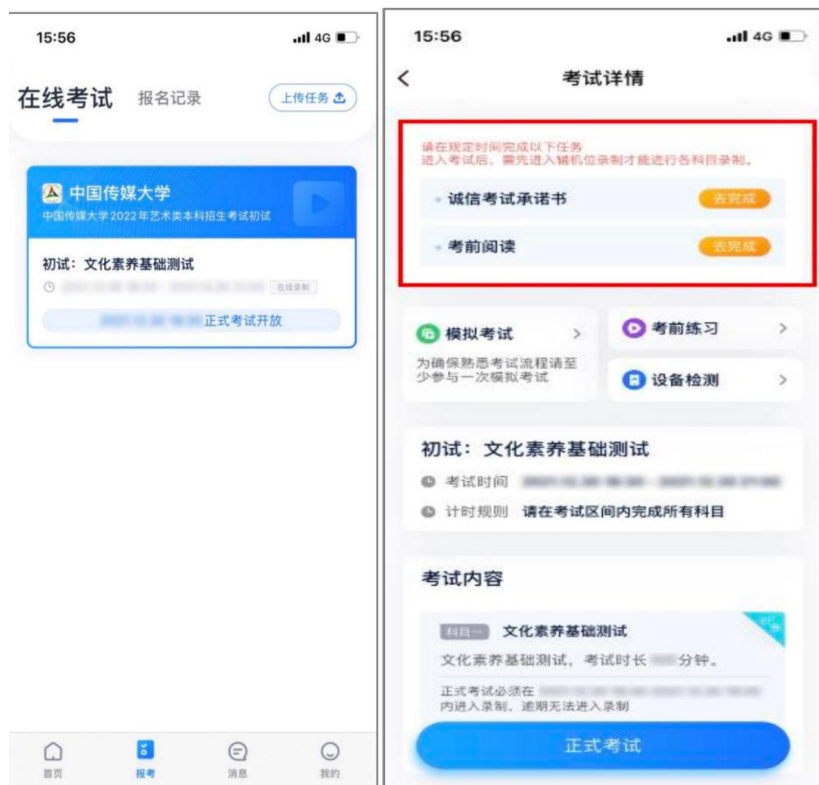 15:56
4G
在线考试 报名记录 上传任务
中国传媒大学
中国传媒大学2022年艺术类本科招生考试初试
初试：文化素养基础测试
在线录制
正式考试开放
首页 报考 消息 我的
15:56
4G
考试详情
请在规定时间完成以下任务
进入考试后，需先进入辅机位录制才能进行各科目录制。
诚信考试承诺书 去完成
考前阅读 去完成
模拟考试
为确保熟悉考试流程请至
少参与一次模拟考试
考前练习
设备检测
初试：文化素养基础测试
考试时间
计时规则 请在考试区间内完成所有科目
考试内容
科目一 文化素养基础测试
文化素养基础测试，考试时长 分钟。
正式考试必须在
内进入录制，逾期无法进入录制
正式考试